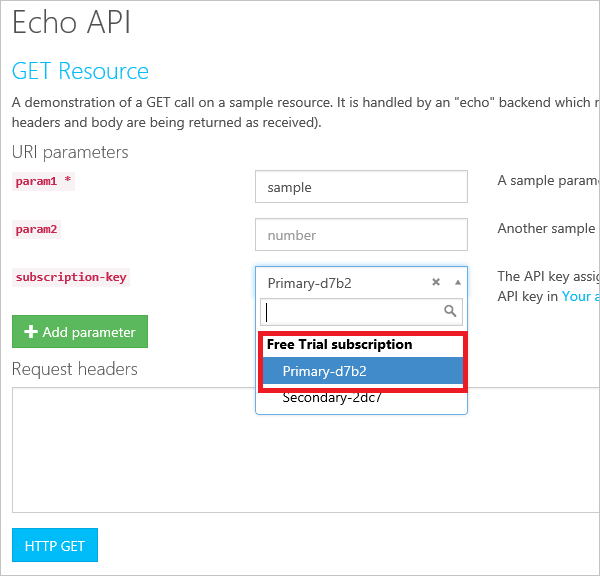 Echo API
GET Resource
A demonstration of a GET call on a sample resource. It is handled by an "echo" backend which
headers and body are being returned as received).
URI parameters
param1 *
sample
A sample
param2
number
Another sample
subscription-key
Primary-d7b2
The API key
API key in Your
Free Trial subscription
Primary-d7b2
Secondary-2dc7
Add parameter
Request headers
HTTP GET